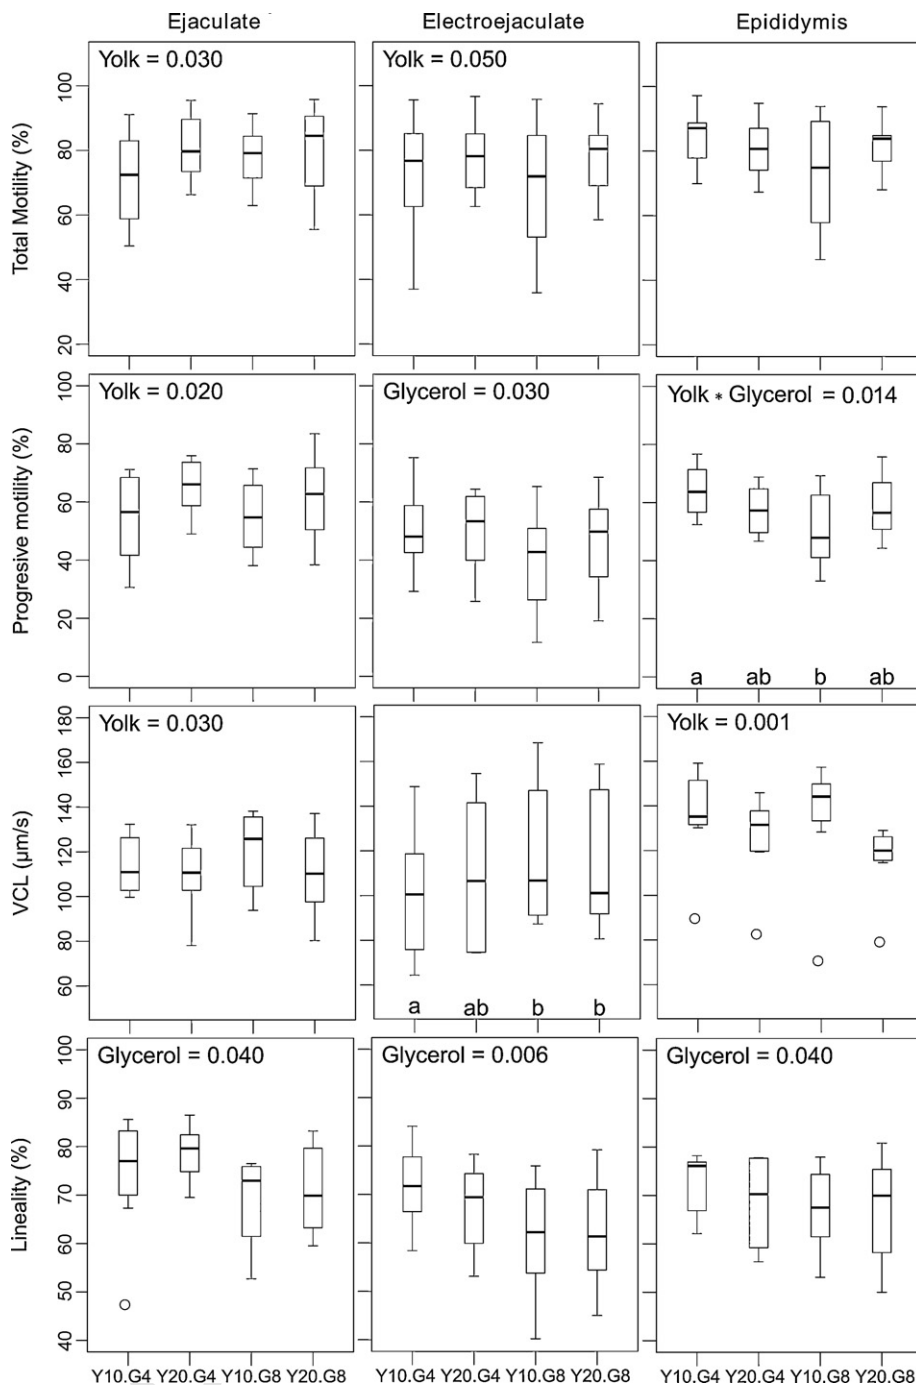 Ejaculate
Electroejaculate
Epididymis
Total Motility (%)
100
80
60
40
20
Yolk = 0.030
Yolk = 0.050
Progresive motility (%)
100
80
60
40
20
0
Yolk = 0.020
Glycerol = 0.030
Yolk * Glycerol = 0.014
a ab b ab
VCL (µm/s)
180
160
140
120
100
80
60
Yolk = 0.030
a ab b b
Yolk = 0.001
Lineality (%)
100
90
80
70
60
50
40
Glycerol = 0.040
Glycerol = 0.006
Glycerol = 0.040
Y10.G4 Y20.G4 Y10.G8 Y20.G8
Y10.G4 Y20.G4 Y10.G8 Y20.G8
Y10.G4 Y20.G4 Y10.G8 Y20.G8